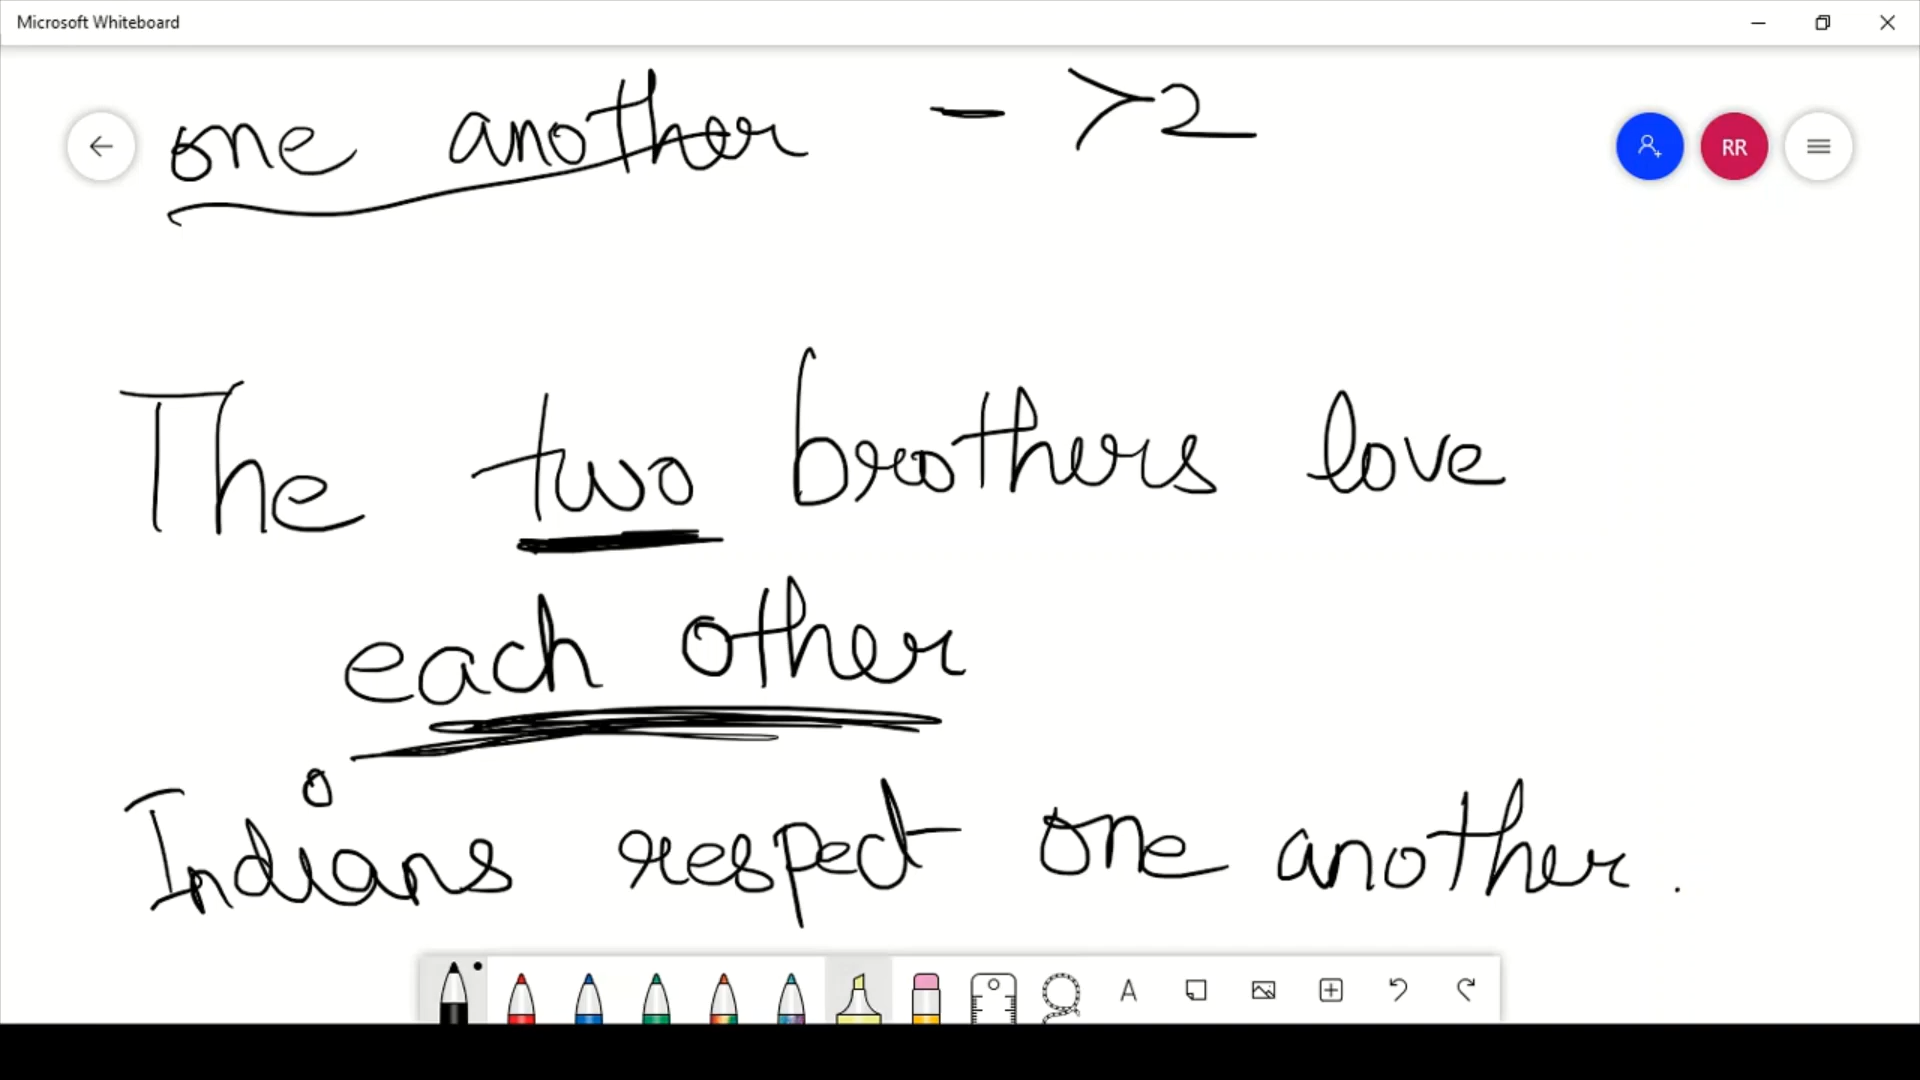 Microsoft Whiteboard
one another - >2
RR
The two brothers love
each other
Indians respect one another.
A